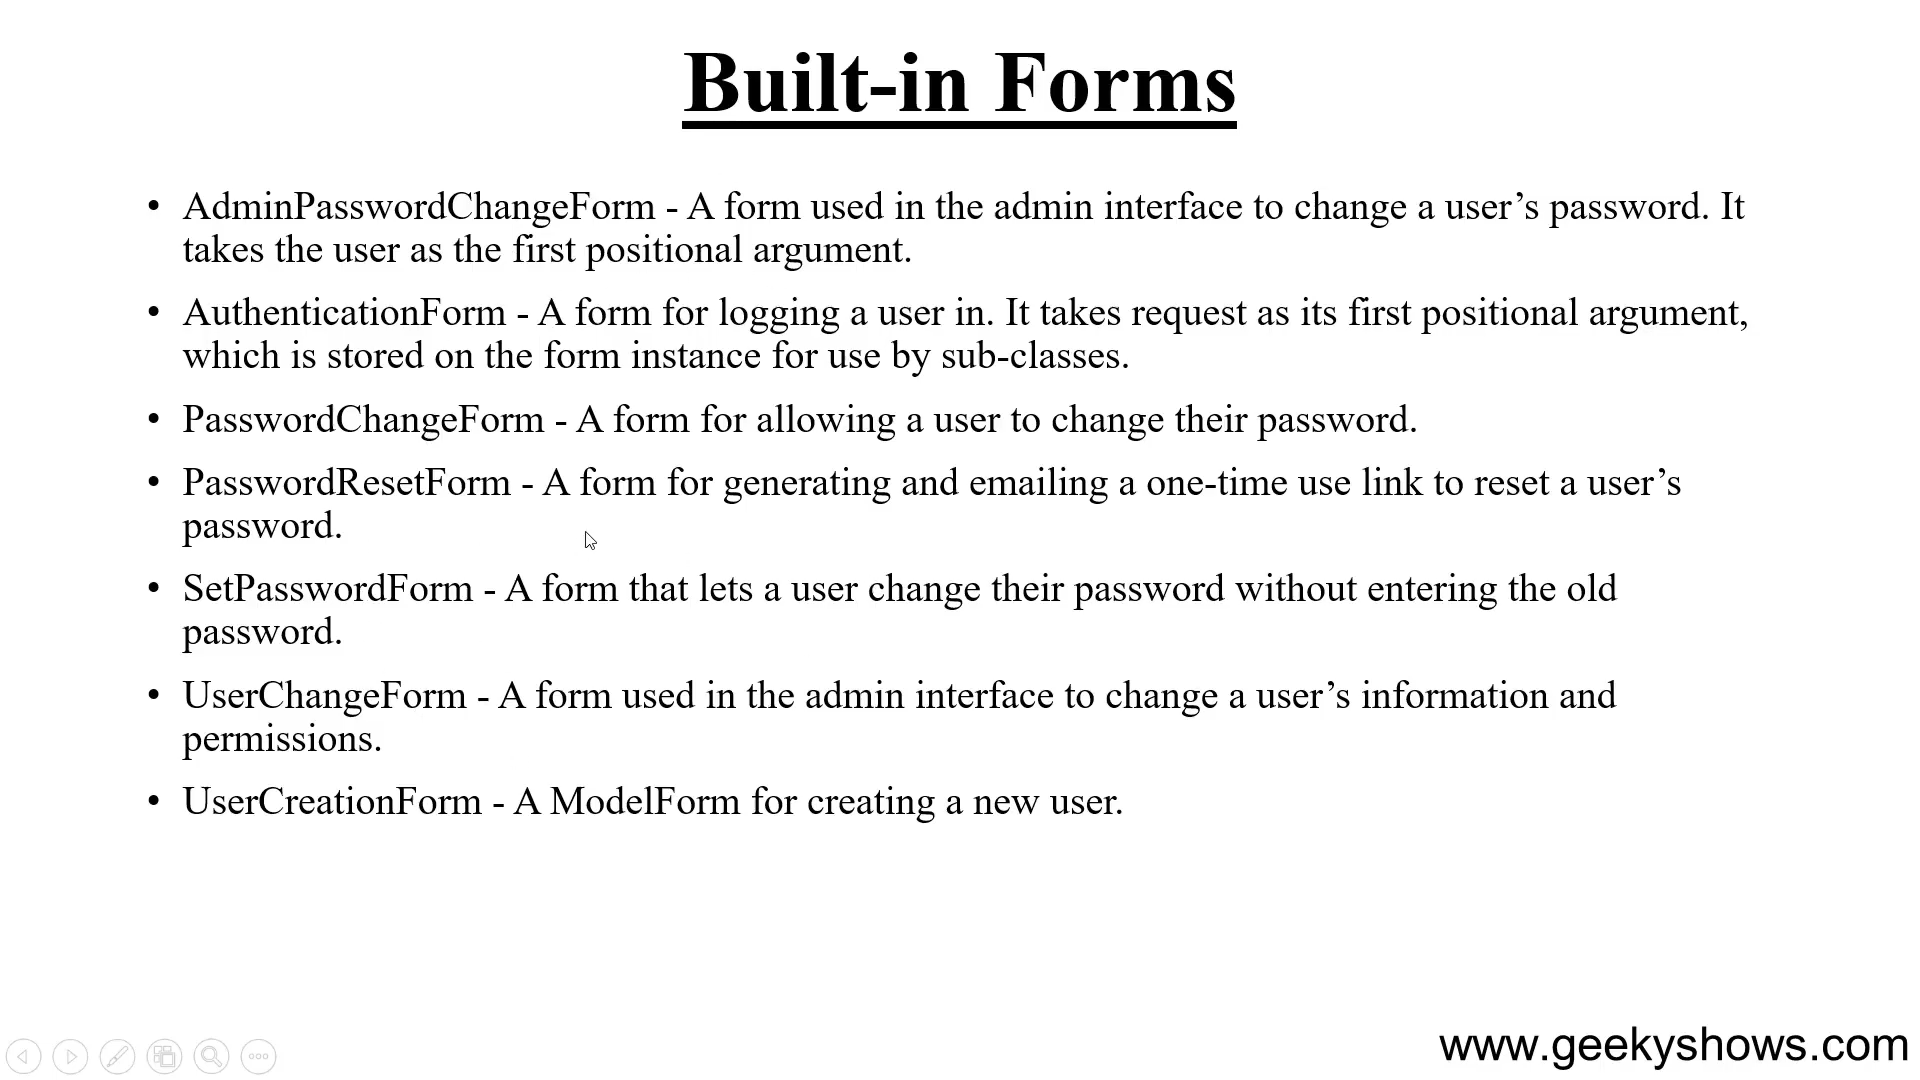 Built-in Forms
• AdminPasswordChangeForm - A form used in the admin interface to change a user’s password. It
takes the user as the first positional argument.
• AuthenticationForm - A form for logging a user in. It takes request as its first positional argument,
which is stored on the form instance for use by sub-classes.
• PasswordChangeForm - A form for allowing a user to change their password.
• PasswordResetForm - A form for generating and emailing a one-time use link to reset a user’s
password.
• SetPasswordForm - A form that lets a user change their password without entering the old
password.
• UserChangeForm - A form used in the admin interface to change a user’s information and
permissions.
• UserCreationForm - A ModelForm for creating a new user.
www.geekyshows.com